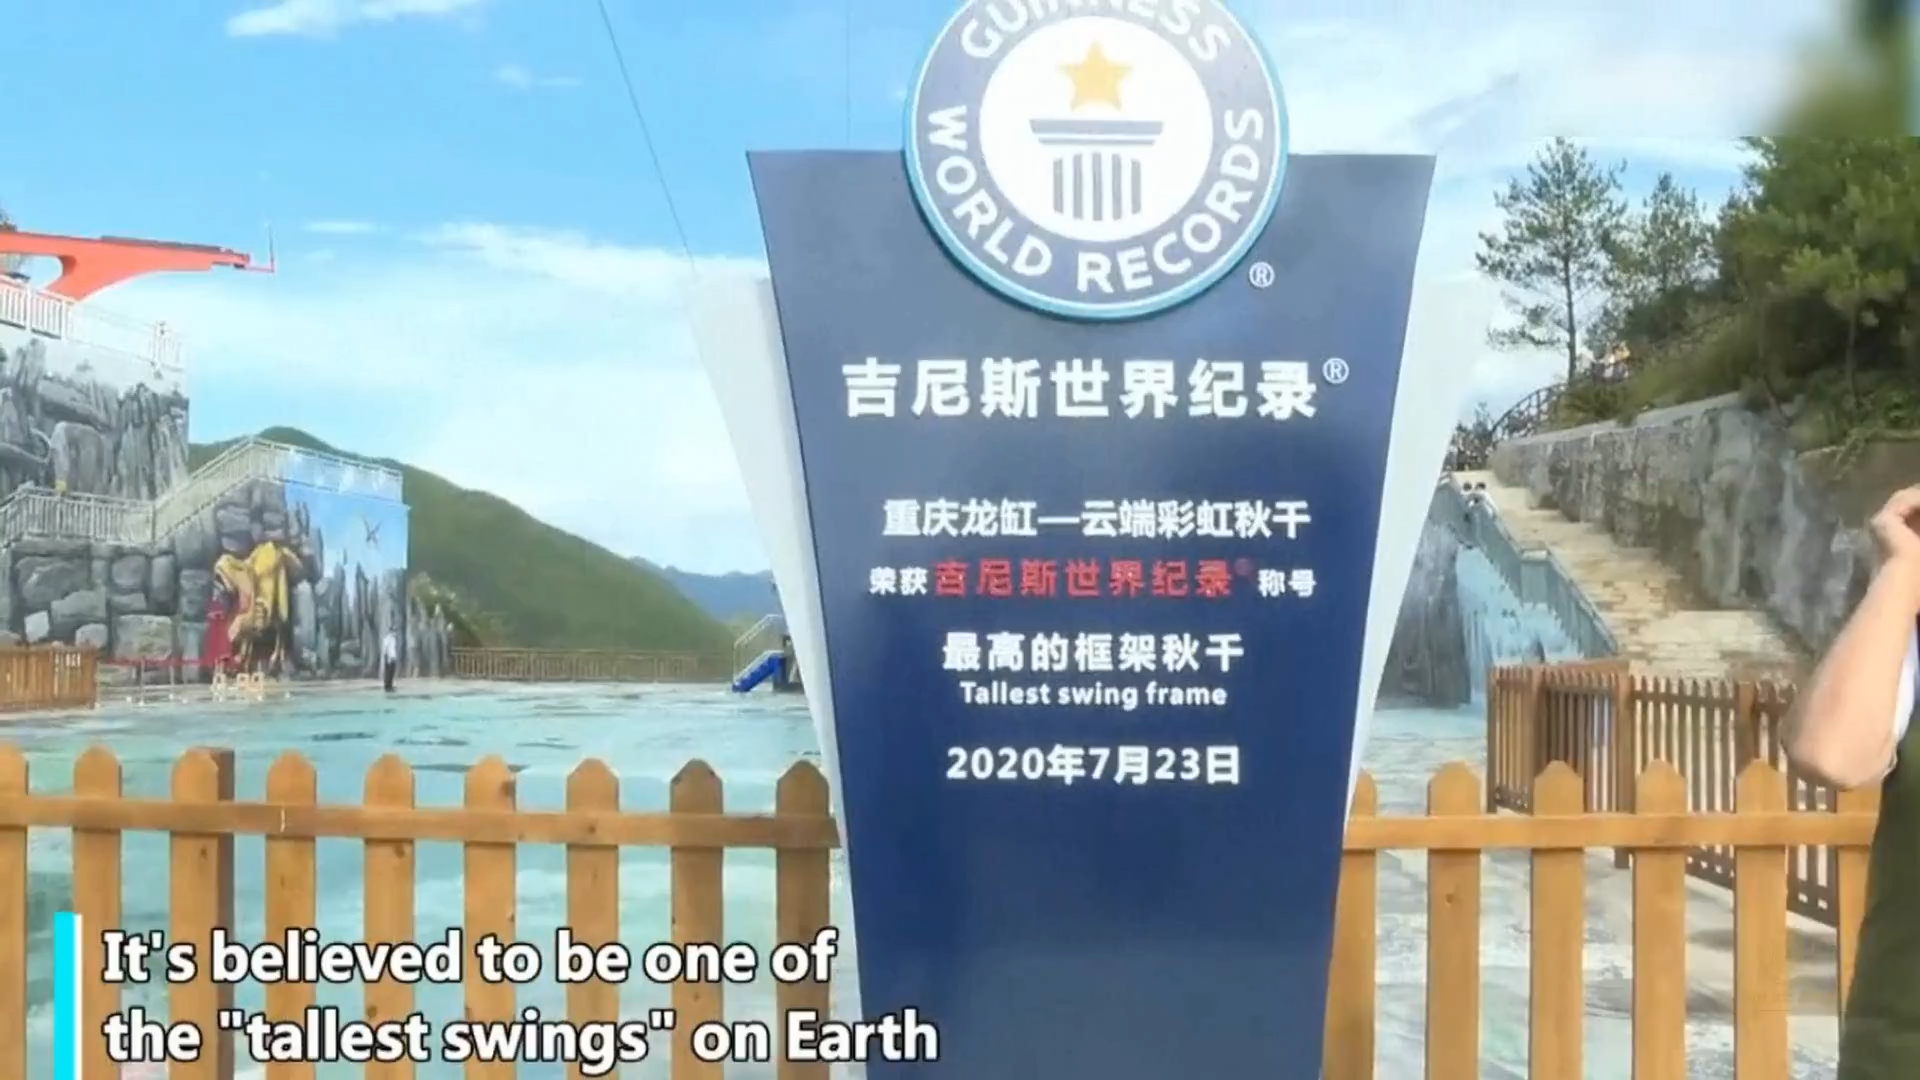 GUINNESS
WORLD RECORDS
®
吉尼斯世界纪录®
重庆龙缸—云端彩虹秋千
荣获吉尼斯世界纪录®称号
最高的框架秋千
Tallest swing frame
2020年7月23日
It's believed to be one of
the "tallest swings" on Earth